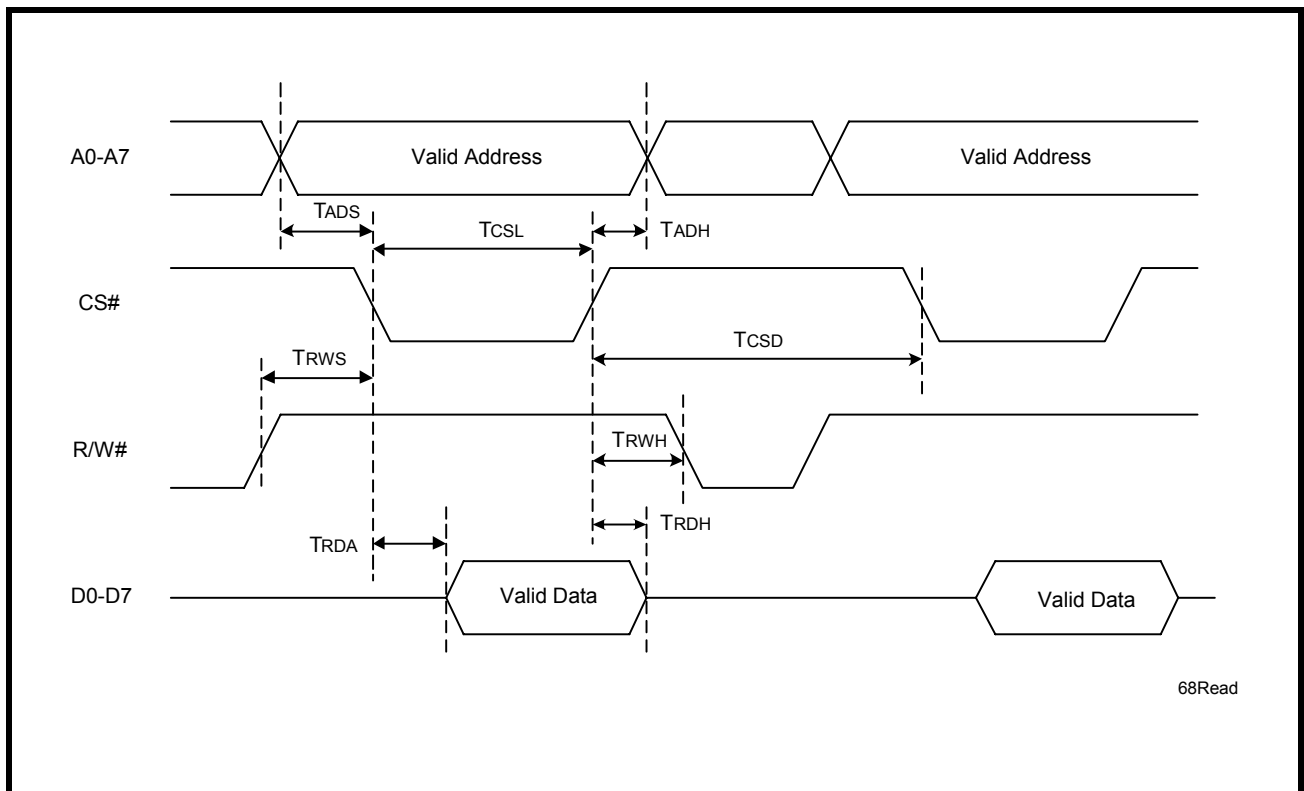 A0-A7
Valid Address
Valid Address
TADS
TCSL
TADH
CS#
TRWS
TCSD
R/W#
TRWH
TRDA
TRDH
D0-D7
Valid Data
Valid Data
68Read